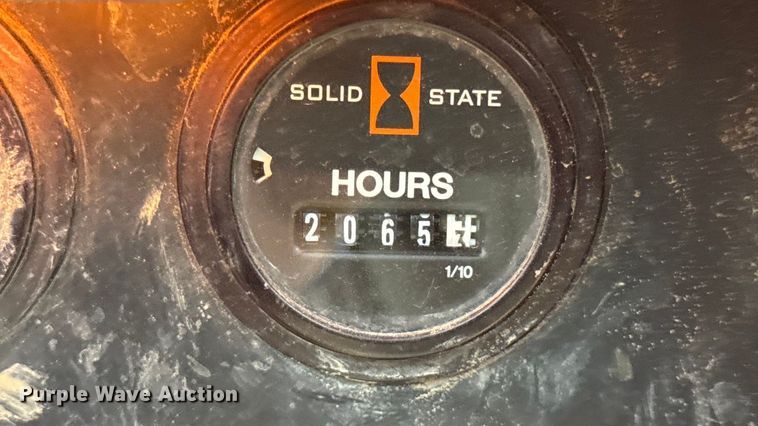 SOLID STATE
HOURS
2065
1/10
Purple Wave Auction